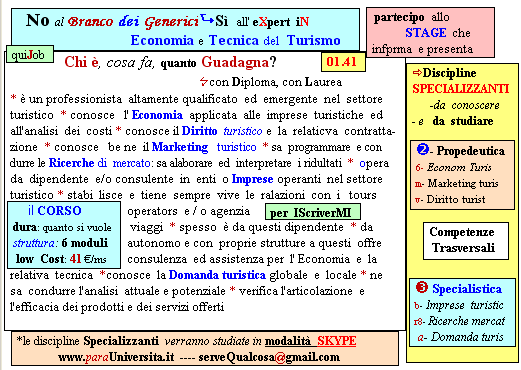 No al Branco dei Generici Sì all' eXpert iN
Economia e Tecnica del Turismo
partecipo allo
STAGE che
infprma e presenta
quiJob
Chi è, cosa fa, quanto Guadagna?
01.41
con Diploma, con Laurea
* è un professionista altamente qualificato ed emergente nel settore
turistico * conosce l' Economia applicata alle imprese turistiche ed
all'analisi dei costi * conosce il Diritto turistico e la relaticva contratta-
zione * conosce be ne il Marketing turistico * sa programmare e con
durre le Ricerche di mercato: sa alaborare ed interpretare i ridultati * opera
da dipendente e/o consulente in enti o Imprese operanti nel settore
turistico * stabi lisce e tiene sempre vive le ralazioni con i tours
operators e / o agenzia
per IScriverMI
viaggi * spesso è da questi dipendente * da
autonomo e con proprie strutture a questi offre
consulenza ed assistenza per l' Economia e la
relativa tecnica *conosce la Domanda turistica globale e locale * ne
sa condurre l'analisi attuale e potenziale * verifica l'articolazione e
l'efficacia dei prodotti e dei servizi offerti
il CORSO
dura: quanto si vuole
struttura: 6 moduli
low Cost: 41 €/ms
*le discipline Specializzanti verranno studiate in modalità SKYPE
www.paraUniversita.it ---- serveQualcosa@gmail.com
Discipline
SPECIALIZZANTI
-da conoscere
- e da studiare
2- Propedeutica
6- Econom Turis
m- Marketing turis
u- Diritto turist
Competenze
Trasversali
3 Specialistica
b- Imprese turistic
r8- Ricerche mercat
a- Domanda turis